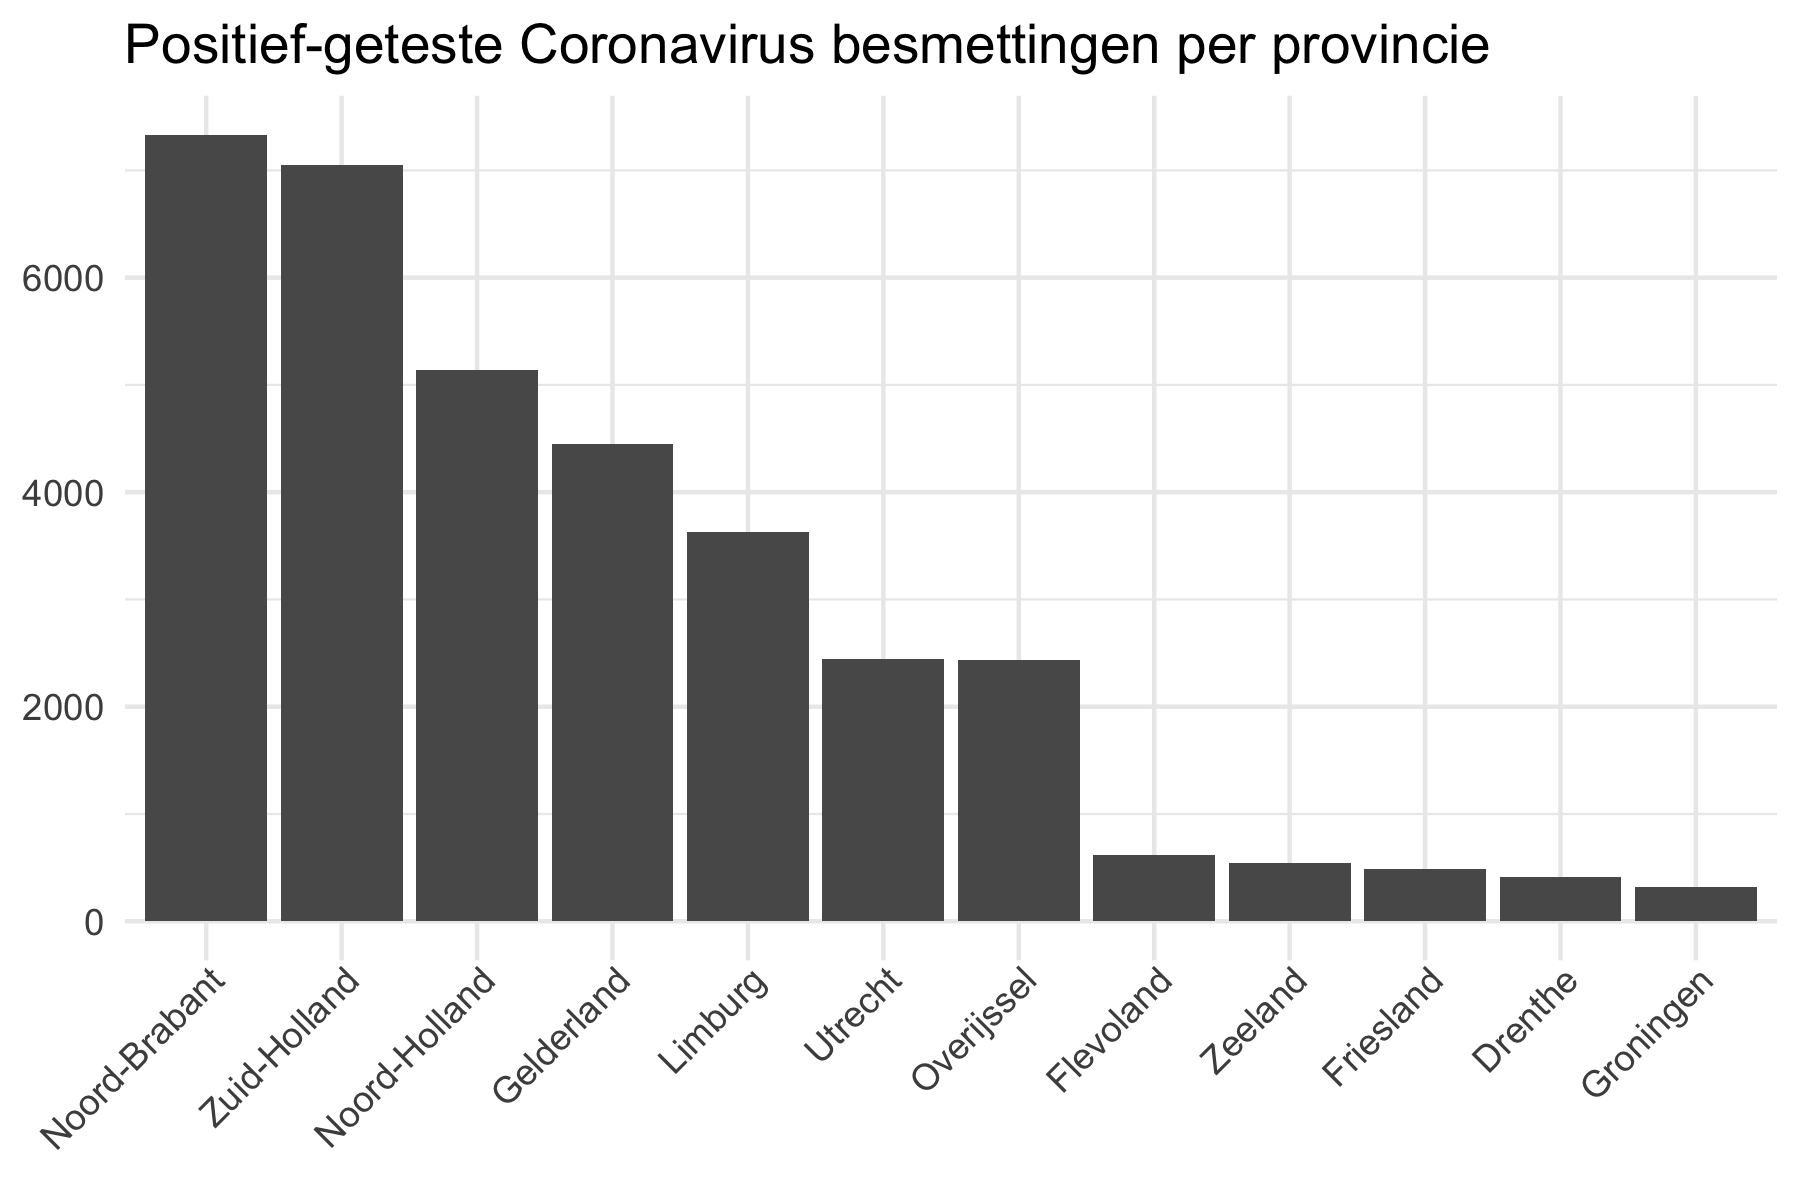 Positief-geteste Coronavirus besmettingen per provincie
6000
4000
2000
0
Noord-Brabant
Zuid-Holland
Noord-Holland
Gelderland
Limburg
Utrecht
Overijssel
Flevoland
Zeeland
Friesland
Drenthe
Groningen